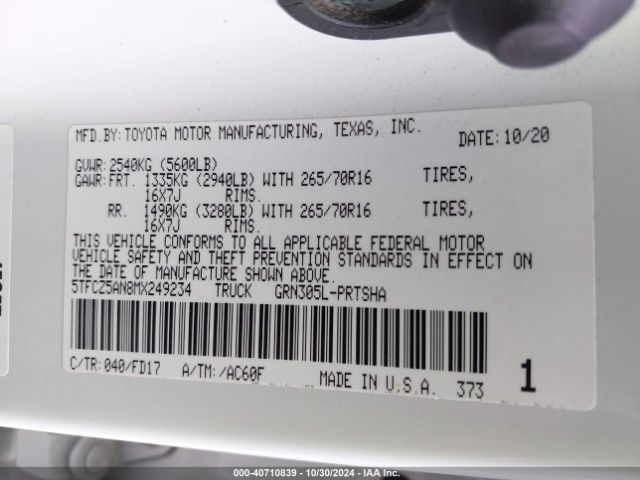 MFD.BY: TOYOTA MOTOR MANUFACTURING, TEXAS, INC. DATE: 10/20
GVWR: 2540KG (5600LB)
GAWR: FRT. 1335KG (2940LB) WITH 265/70R16 TIRES,
16X7J RIMS.
RR. 1490KG (3280LB) WITH 265/70R16 TIRES,
16X7J RIMS.
THIS VEHICLE CONFORMS TO ALL APPLICABLE FEDERAL MOTOR
VEHICLE SAFETY AND THEFT PREVENTION STANDARDS IN EFFECT ON
THE DATE OF MANUFACTURE SHOWN ABOVE.
5TFCZ5AN8MX249234 TRUCK GRN305L-PRTSHA
C/TR: 040/FD17 A/TM: /AC60F MADE IN U.S.A. 373 1
000-40710839 - 10/30/2024 - IAA Inc.